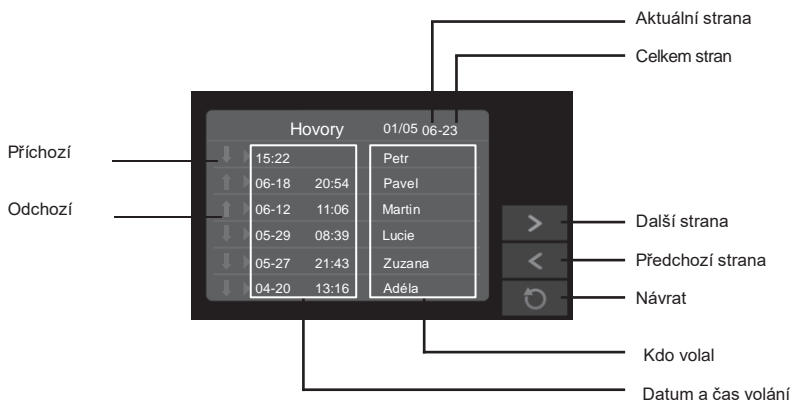 Aktuální strana
Celkem stran
Hovory 01/05 06-23
Příchozí
15:22 Petr
06-18 20:54 Pavel
Odchozí
06-12 11:06 Martin
Další strana
05-29 08:39 Lucie
Předchozí strana
05-27 21:43 Zuzana
04-20 13:16 Adéla
Návrat
Kdo volal
Datum a čas volání